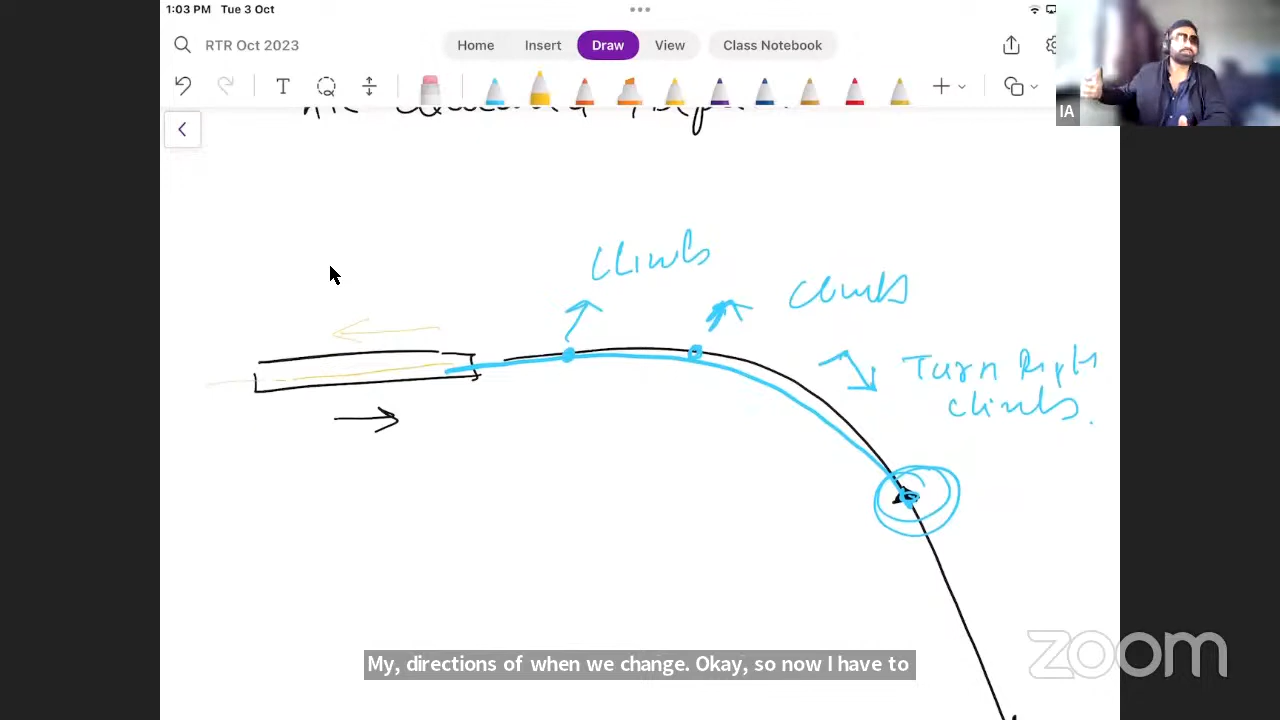 1:03 PM Tue 3 Oct
RTR Oct 2023
Home Insert Draw View Class Notebook
IA
Climb
Climb
Turn Right
Climb.
My, directions of when we change. Okay, so now I have to
zoom